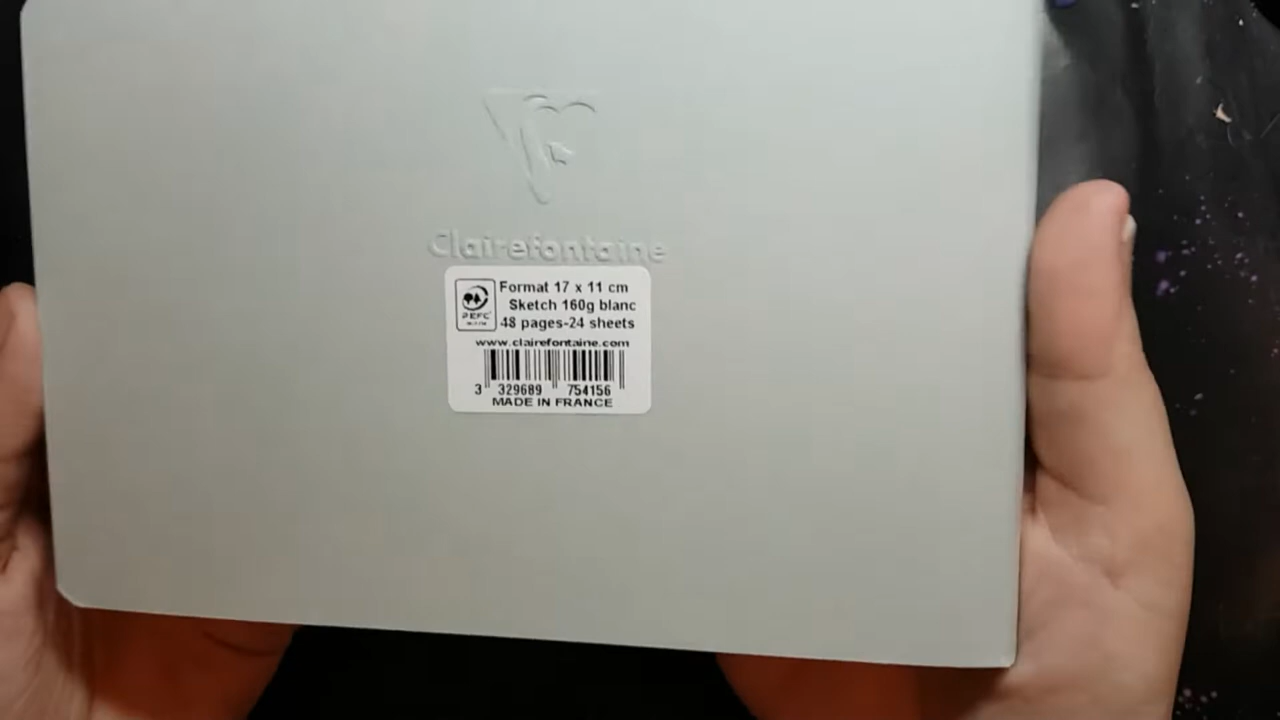 Clairefontaine
Format 17 x 11 cm
Sketch 160g blanc
48 pages-24 sheets
PEFC
www.clairefontaine.com
3 329689 754156
MADE IN FRANCE